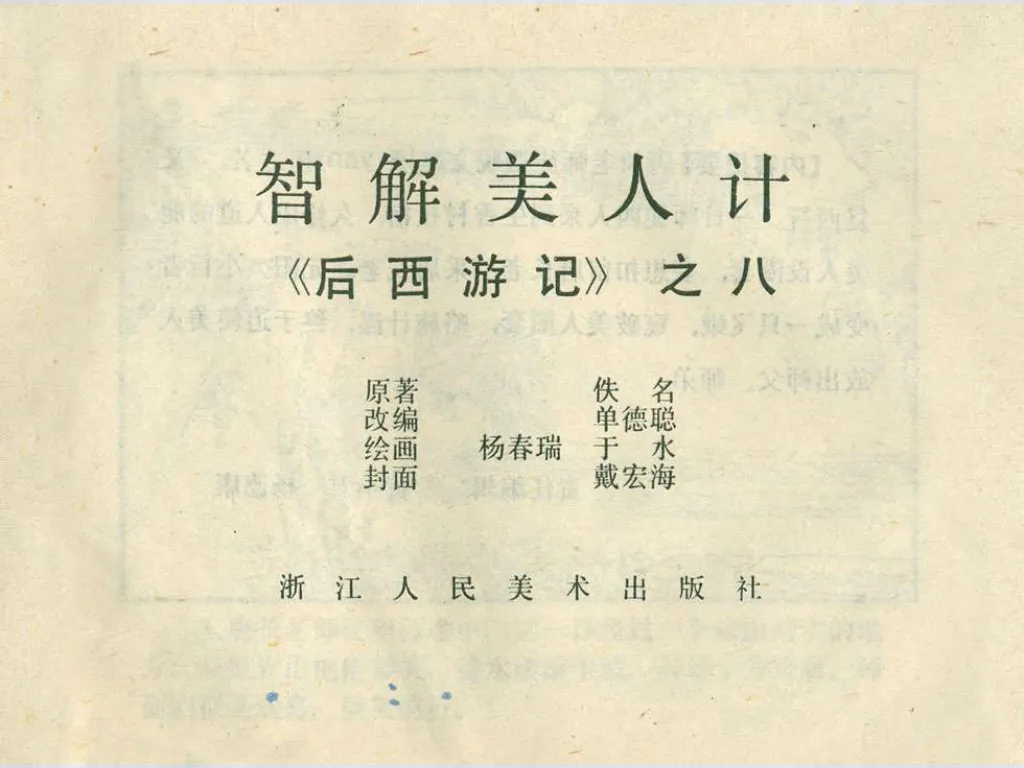 智解美人计
《后西游记》之八
原著 佚名
改编 单德聪
绘画 杨春瑞 于水
封面 戴宏海
浙江人民美术出版社